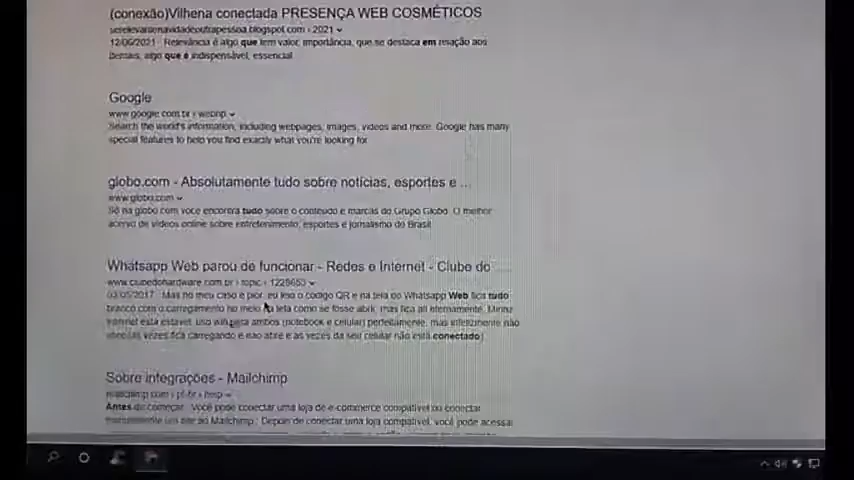 (conexão)Vilhena conectada PRESENÇA WEB COSMÉTICOS
serelevantenavidadeoutrapessoa.blogspot.com › 2021
12/06/2021 · Relevância é algo que tem valor, importância, que se destaca em relação aos
demais, algo que é indispensável, essencial.
Google
www.google.com.br › webhp
Search the world's information, including webpages, images, videos and more. Google has many
special features to help you find exactly what you're looking for.
globo.com - Absolutamente tudo sobre notícias, esportes e ...
www.globo.com
Só na globo.com você encontra tudo sobre o conteúdo e marcas do Grupo Globo. O melhor
acervo de vídeos online sobre entretenimento, esportes e jornalismo do Brasil.
Whatsapp Web parou de funcionar - Redes e Internet - Clube do ...
www.clubedohardware.com.br › topic › 1228653
03/05/2017 · Mas no meu caso é pior, eu leio o código QR e na tela do Whatsapp Web fica tudo
branco com o carregamento no meio da tela como se fosse abrir, mas fica ali eternamente. Minha
internet está estável, uso em ambos (notebook e celular) perfeitamente, mas infelizmente não
vezes fica carregando e não abre e as vezes da seu celular não está conectado)
Sobre integrações - Mailchimp
mailchimp.com › pt-br › help
Antes de começar. Você pode conectar uma loja de e-commerce compatível ou conectar
manualmente um site ao Mailchimp. Depois de conectar uma loja compatível, você pode acessar